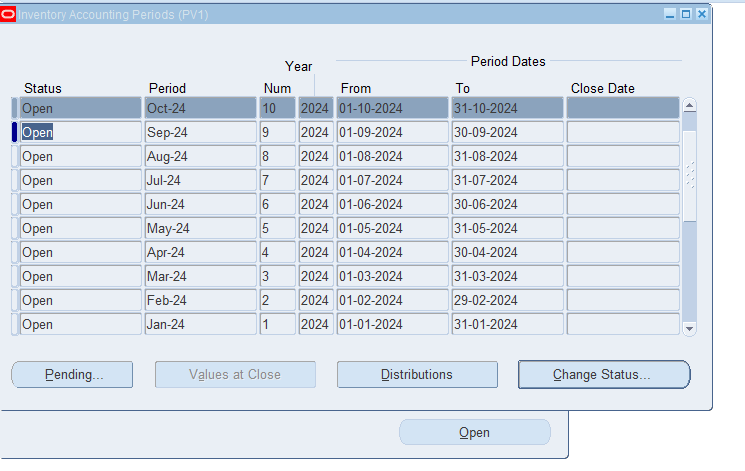 Inventory Accounting Periods (PV1)
Year Period Dates
Status Period Num From To Close Date
Open Oct-24 10 2024 01-10-2024 31-10-2024
Open Sep-24 9 2024 01-09-2024 30-09-2024
Open Aug-24 8 2024 01-08-2024 31-08-2024
Open Jul-24 7 2024 01-07-2024 31-07-2024
Open Jun-24 6 2024 01-06-2024 30-06-2024
Open May-24 5 2024 01-05-2024 31-05-2024
Open Apr-24 4 2024 01-04-2024 30-04-2024
Open Mar-24 3 2024 01-03-2024 31-03-2024
Open Feb-24 2 2024 01-02-2024 29-02-2024
Open Jan-24 1 2024 01-01-2024 31-01-2024
Pending... Values at Close Distributions Change Status...
Open